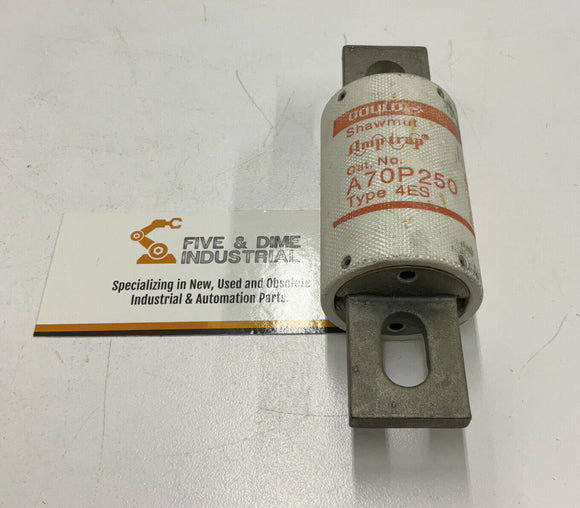 GOULD
Shawmut
Amp-trap®
Cat. No.
A70P250
Type 4ES
FIVE & DIME
INDUSTRIAL
Specializing in New, Used and Obsolete
Industrial & Automation Parts.